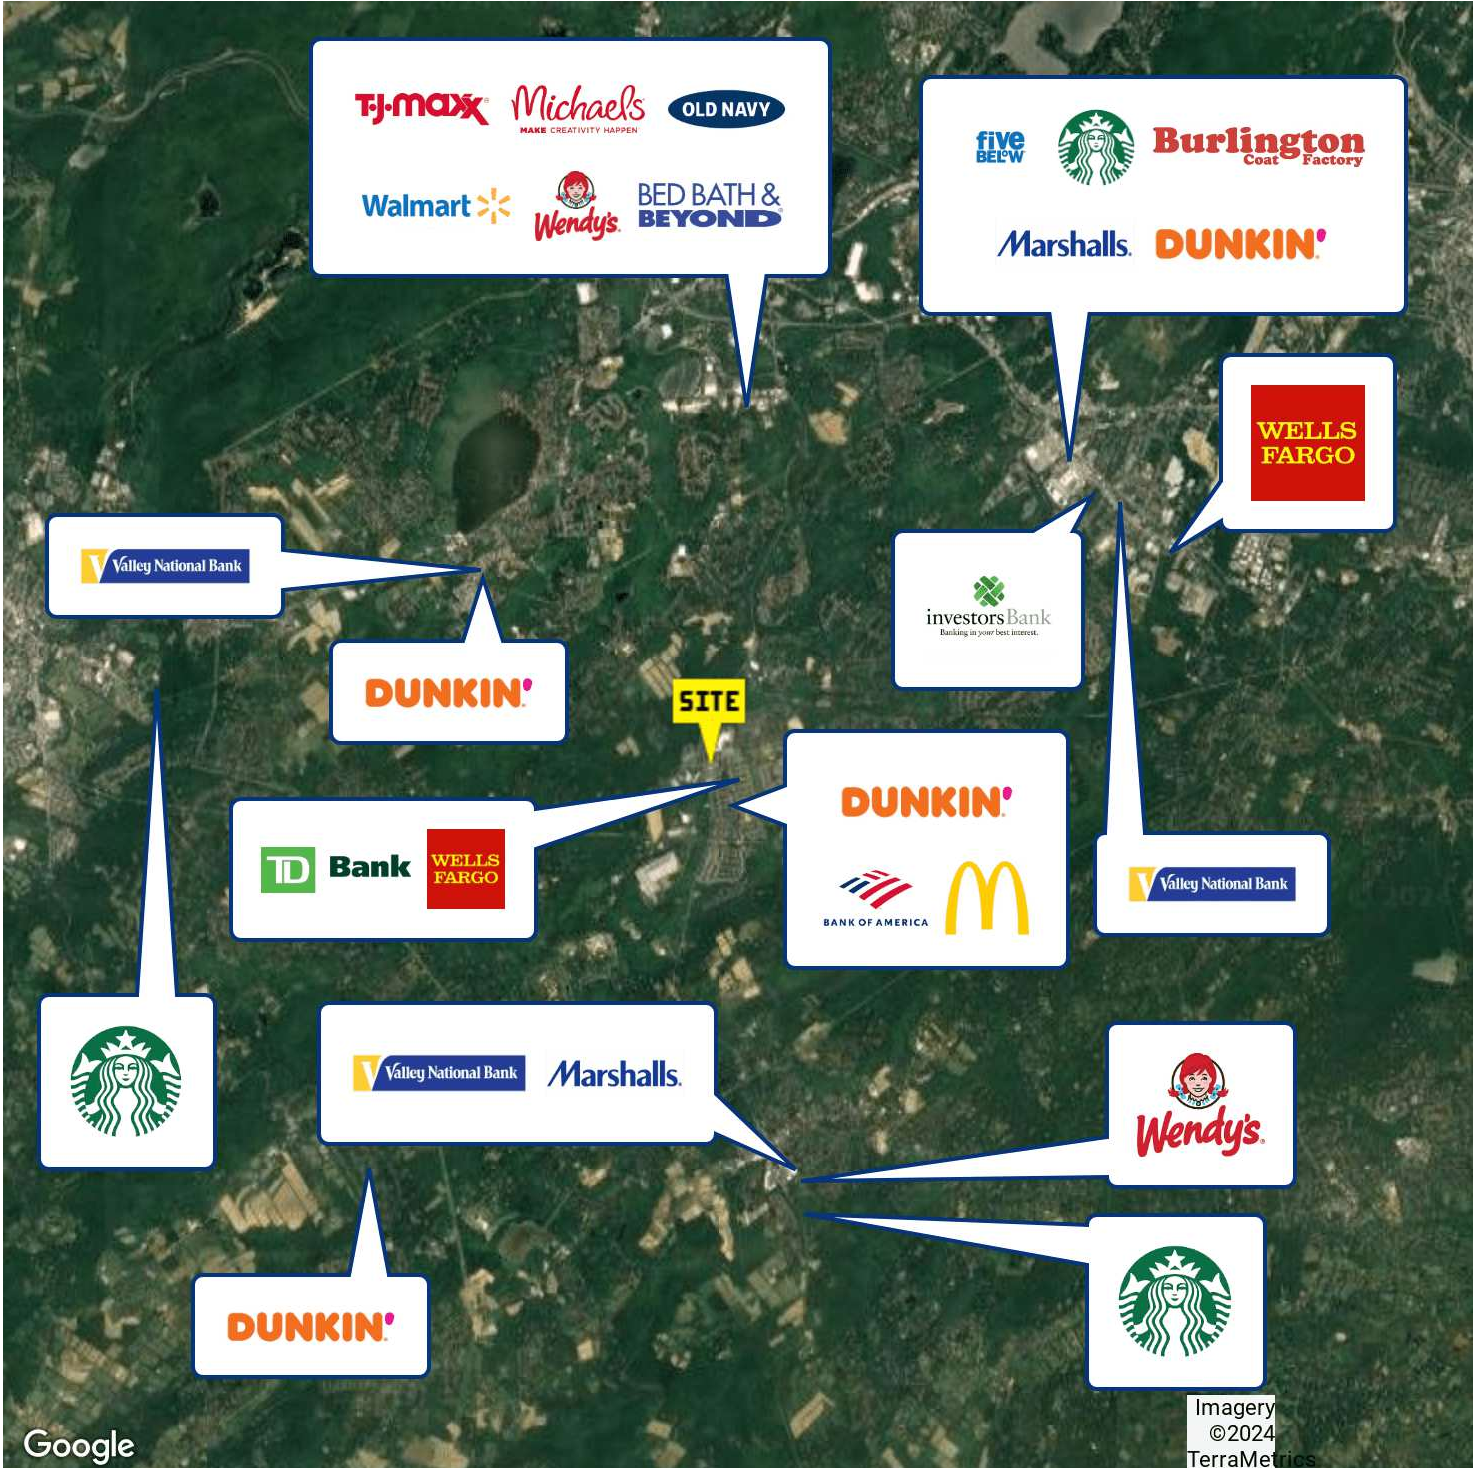 T·J·maxx
Michaels
MAKE CREATIVITY HAPPEN
OLD NAVY
Walmart
Wendy's.
BED BATH &
BEYOND
five
BELOW
Burlington
Coat Factory
Marshalls.
DUNKIN'
WELLS
FARGO
Valley National Bank
investorsBank
Banking in your best interest.
DUNKIN'
SITE
TD Bank
WELLS
FARGO
DUNKIN'
BANK OF AMERICA
Valley National Bank
Valley National Bank
Marshalls.
Wendy's.
DUNKIN'
Google
Imagery
©2024
TerraMetrics